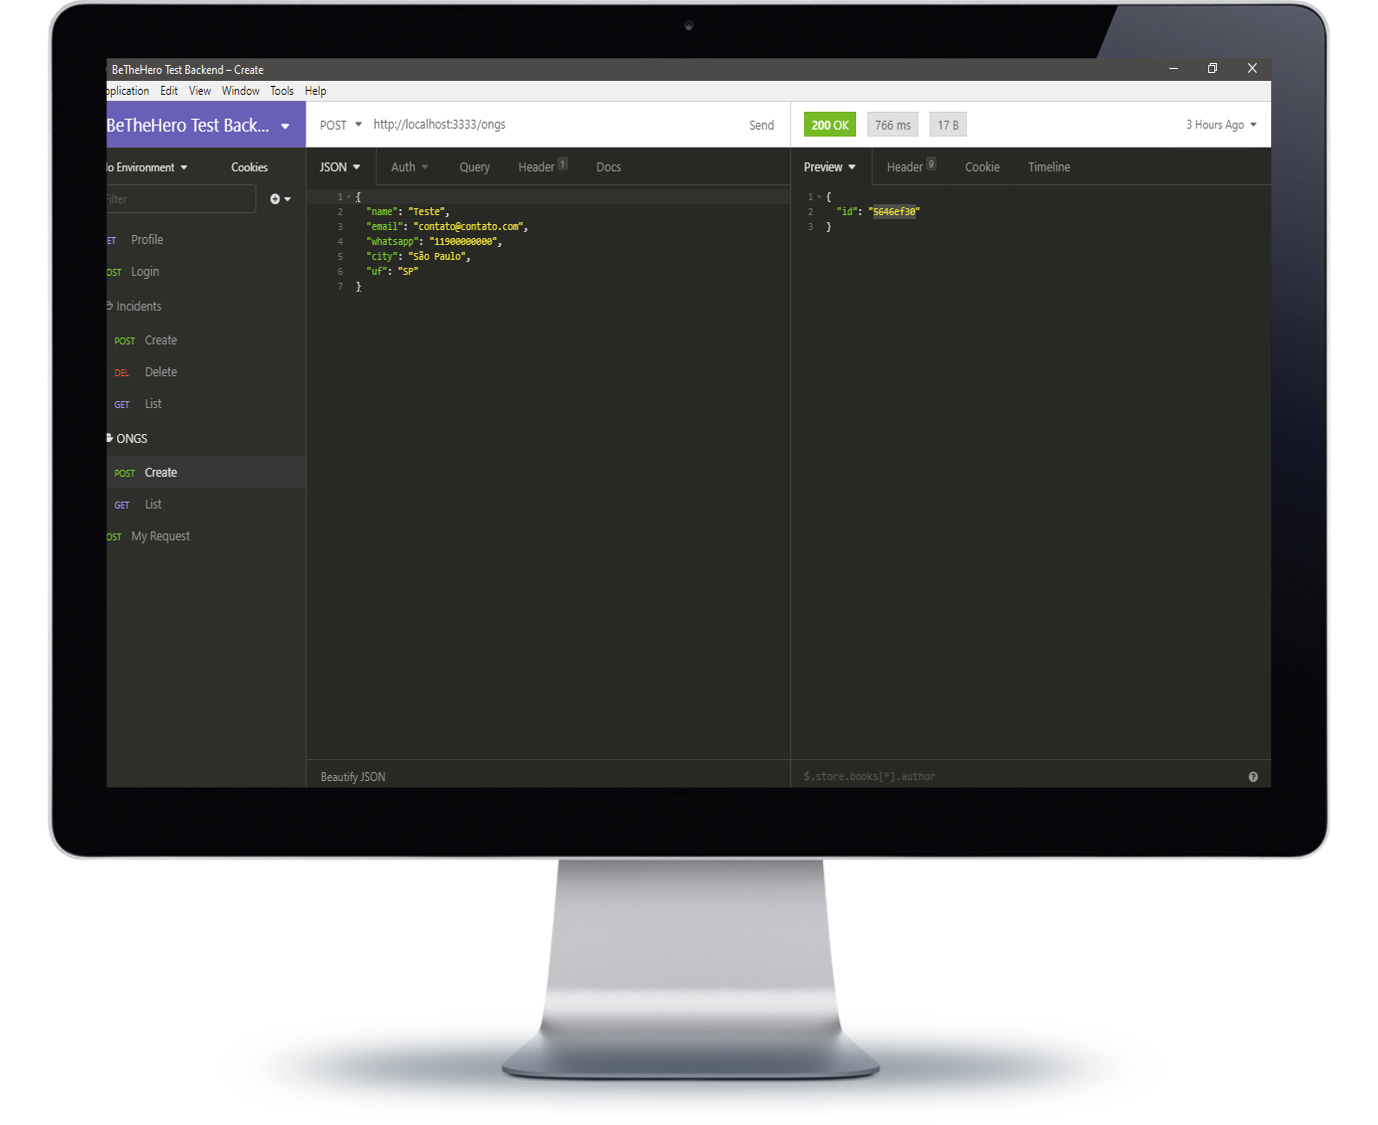 BeTheHero Test Backend – Create
pplication Edit View Window Tools Help
BeTheHero Test Back...
POST http://localhost:3333/ongs Send
200 OK 766 ms 17 B 3 Hours Ago
o Environment Cookies
JSON Auth Query Header 1 Docs
Preview Header 9 Cookie Timeline
ilter
ET Profile
OST Login
Incidents
POST Create
DEL Delete
GET List
ONGS
POST Create
GET List
OST My Request
1 {
2 "name": "Teste",
3 "email": "contato@contato.com",
4 "whatsapp": "11900000000",
5 "city": "São Paulo",
6 "uf": "SP"
7 }
1 {
2 "id": "5646ef30"
3 }
Beautify JSON
$.store.books[*].author